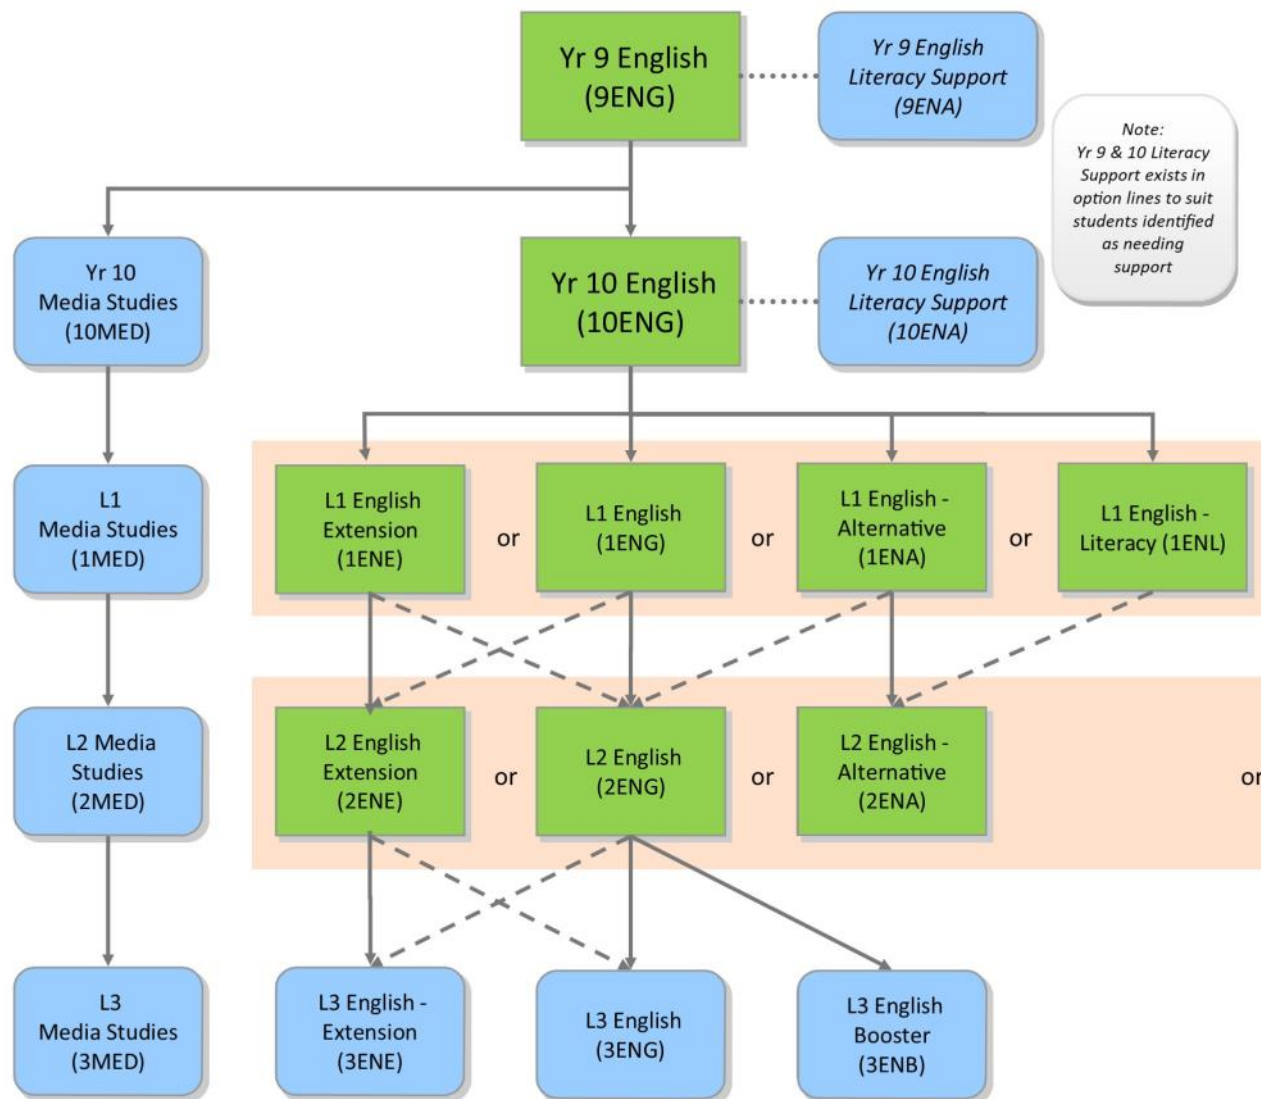 Yr 9 English
(9ENG)
Yr 9 English
Literacy Support
(9ENA)
Note:
Yr 9 & 10 Literacy
Support exists in
option lines to suit
students identified
as needing
support
Yr 10
Media Studies
(10MED)
Yr 10 English
(10ENG)
Yr 10 English
Literacy Support
(10ENA)
L1
Media Studies
(1MED)
L1 English
Extension
(1ENE)
or
L1 English
(1ENG)
or
L1 English -
Alternative
(1ENA)
or
L1 English -
Literacy (1ENL)
L2 Media
Studies
(2MED)
L2 English
Extension
(2ENE)
or
L2 English
(2ENG)
or
L2 English -
Alternative
(2ENA)
or
L3
Media Studies
(3MED)
L3 English -
Extension
(3ENE)
L3 English
(3ENG)
L3 English
Booster
(3ENB)